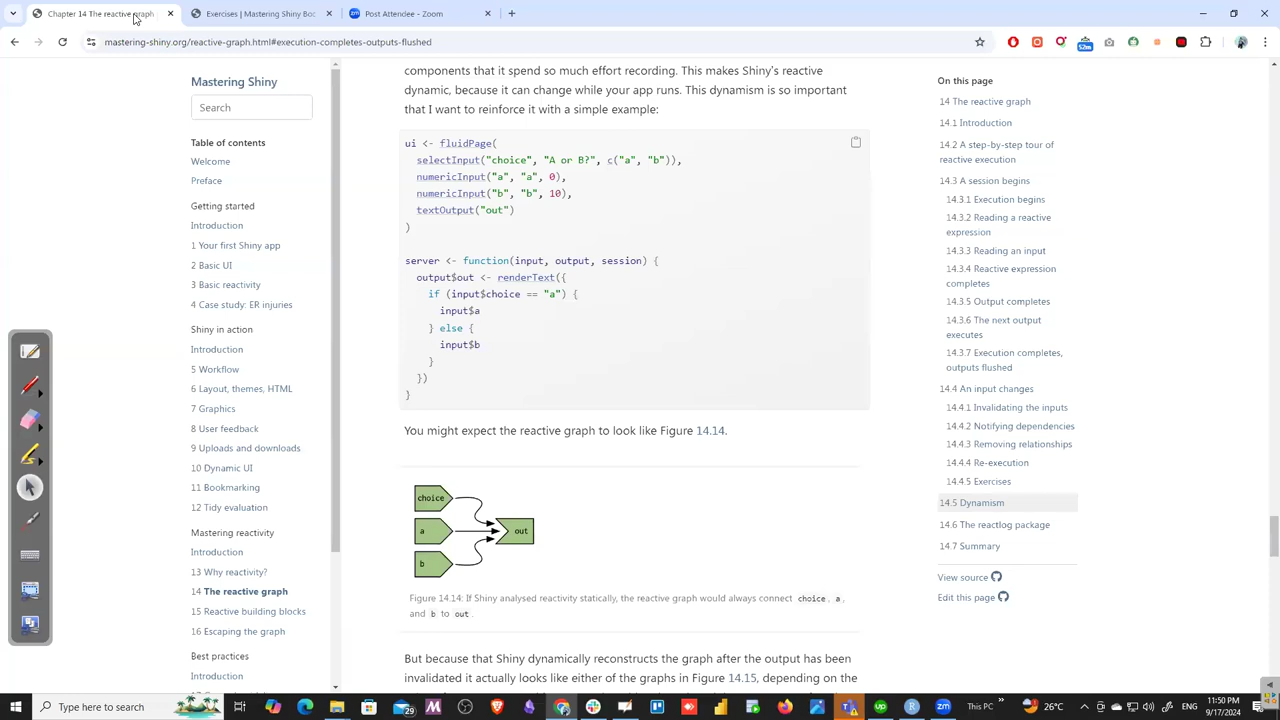 Chapter 14 The reactive graph
Exercises | Mastering Shiny Boo
zm Post Attendee - Zoom
mastering-shiny.org/reactive-graph.html#execution-completes-outputs-flushed
52m
Mastering Shiny
Search
Table of contents
Welcome
Preface
Getting started
Introduction
1 Your first Shiny app
2 Basic UI
3 Basic reactivity
4 Case study: ER injuries
Shiny in action
Introduction
5 Workflow
6 Layout, themes, HTML
7 Graphics
8 User feedback
9 Uploads and downloads
10 Dynamic UI
11 Bookmarking
12 Tidy evaluation
Mastering reactivity
Introduction
13 Why reactivity?
14 The reactive graph
15 Reactive building blocks
16 Escaping the graph
Best practices
Introduction
components that it spend so much effort recording. This makes Shiny's reactive
dynamic, because it can change while your app runs. This dynamism is so important
that I want to reinforce it with a simple example:
ui <- fluidPage(
selectInput("choice", "A or B?", c("a", "b")),
numericInput("a", "a", 0),
numericInput("b", "b", 10),
textOutput("out")
)
server <- function(input, output, session) {
output$out <- renderText({
if (input$choice == "a") {
input$a
} else {
input$b
}
})
}
You might expect the reactive graph to look like Figure 14.14.
choice
a
out
b
Figure 14.14: If Shiny analysed reactivity statically, the reactive graph would always connect choice, a,
and b to out.
But because that Shiny dynamically reconstructs the graph after the output has been
invalidated it actually looks like either of the graphs in Figure 14.15, depending on the
On this page
14 The reactive graph
14.1 Introduction
14.2 A step-by-step tour of
reactive execution
14.3 A session begins
14.3.1 Execution begins
14.3.2 Reading a reactive
expression
14.3.3 Reading an input
14.3.4 Reactive expression
completes
14.3.5 Output completes
14.3.6 The next output
executes
14.3.7 Execution completes,
outputs flushed
14.4 An input changes
14.4.1 Invalidating the inputs
14.4.2 Notifying dependencies
14.4.3 Removing relationships
14.4.4 Re-execution
14.4.5 Exercises
14.5 Dynamism
14.6 The reactlog package
14.7 Summary
View source
Edit this page
Type here to search
29
This PC
26°C
11:50 PM
9/17/2024